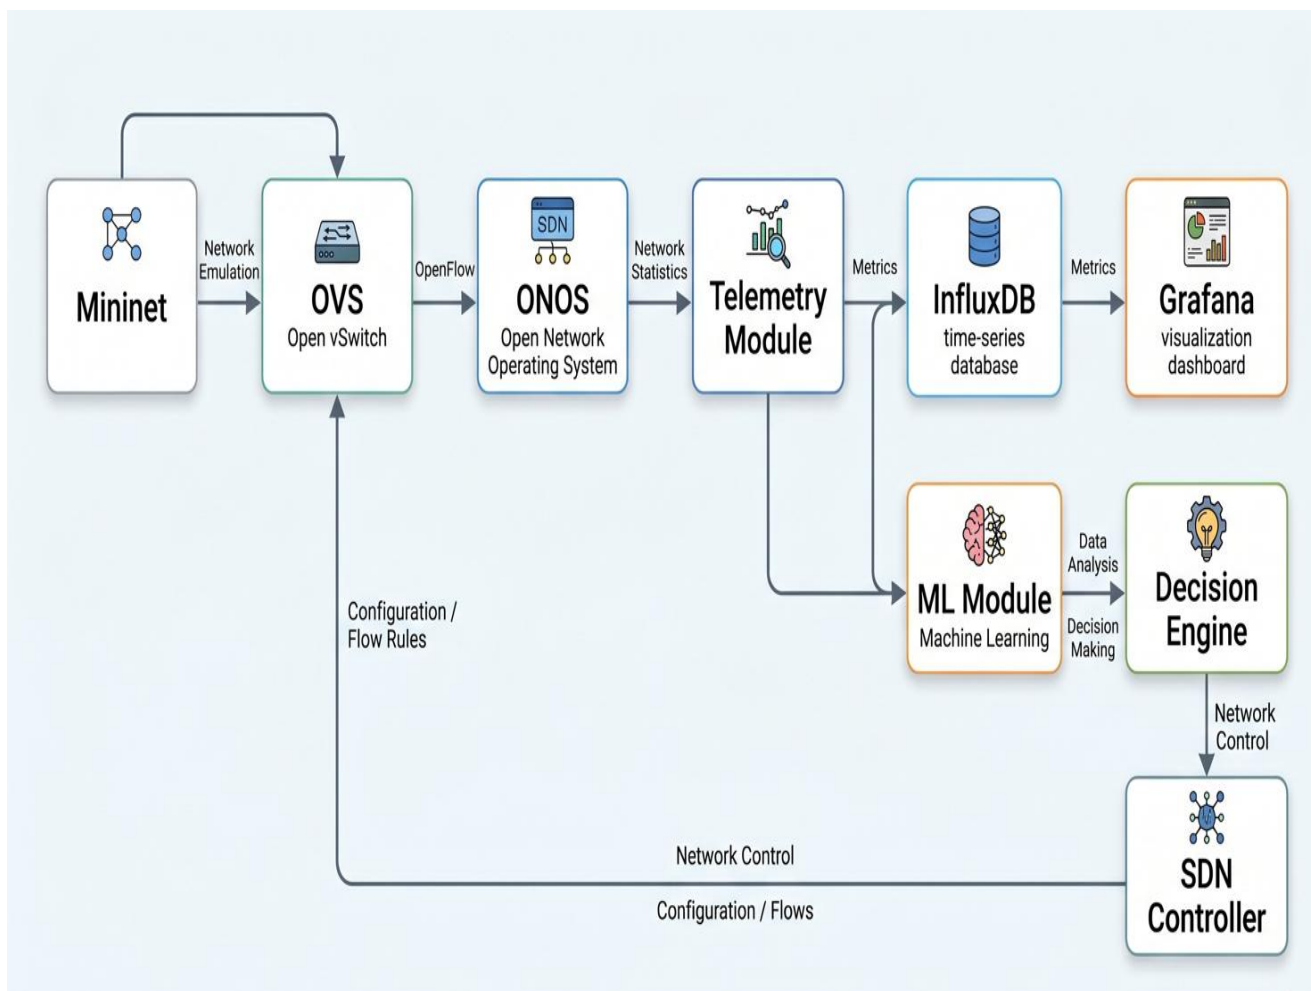 Mininet
Network
Emulation
OVS
Open vSwitch
OpenFlow
SDN
ONOS
Open Network
Operating System
Network
Statistics
Telemetry
Module
Metrics
InfluxDB
time-series
database
Metrics
Grafana
visualization
dashboard
ML Module
Machine Learning
Data
Analysis
Decision
Making
Decision
Engine
Configuration /
Flow Rules
Network
Control
SDN
Controller
Network Control
Configuration / Flows